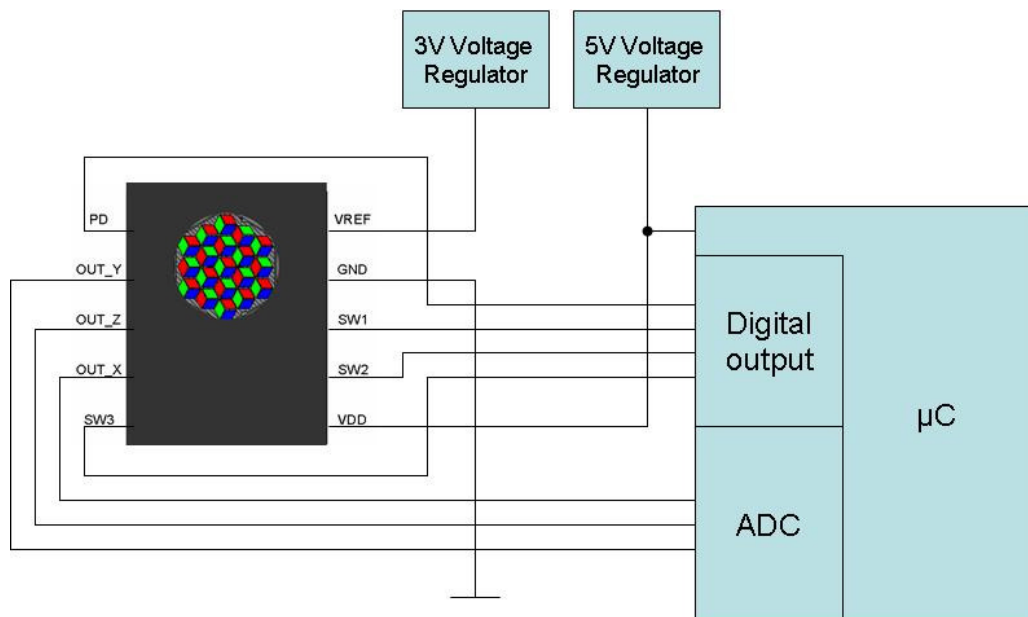 3V Voltage
Regulator
5V Voltage
Regulator
PD
VREF
OUT_Y
GND
OUT_Z
SW1
OUT_X
SW2
SW3
VDD
Digital
output
µC
ADC